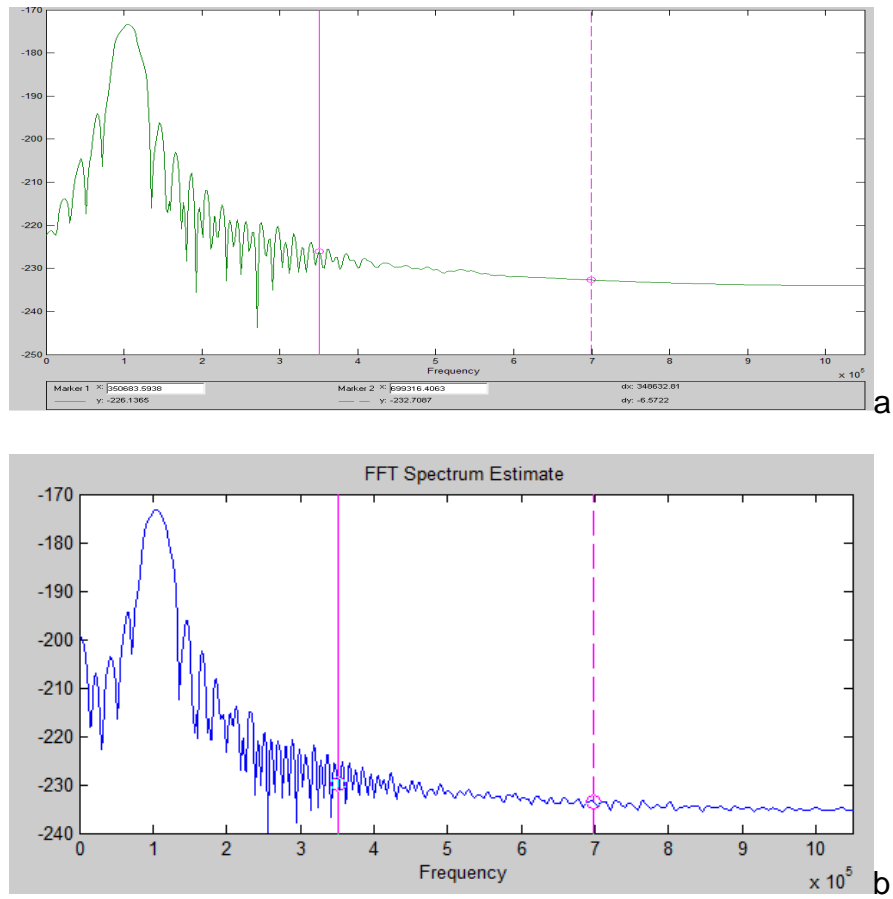 -170
-180
-190
-200
-210
-220
-230
-240
-250
0 1 2 3 4 5 6 7 8 9 10
Frequency
x 10^5
Marker 1 X: 350683.5938 Marker 2 X: 699316.4063 dx: 348632.81
y: -226.1365 y: -232.7087 dy: -6.5722
a
FFT Spectrum Estimate
-170
-180
-190
-200
-210
-220
-230
-240
0 1 2 3 4 5 6 7 8 9 10
Frequency
x 10^5
b